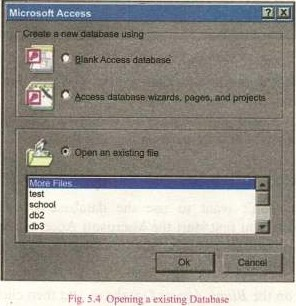 Microsoft Access
Create a new database using
Blank Access database
Access database wizards, pages, and projects
Open an existing file
More Files...
test
school
db2
db3
Ok
Cancel
Fig. 5.4 Opening a existing Database